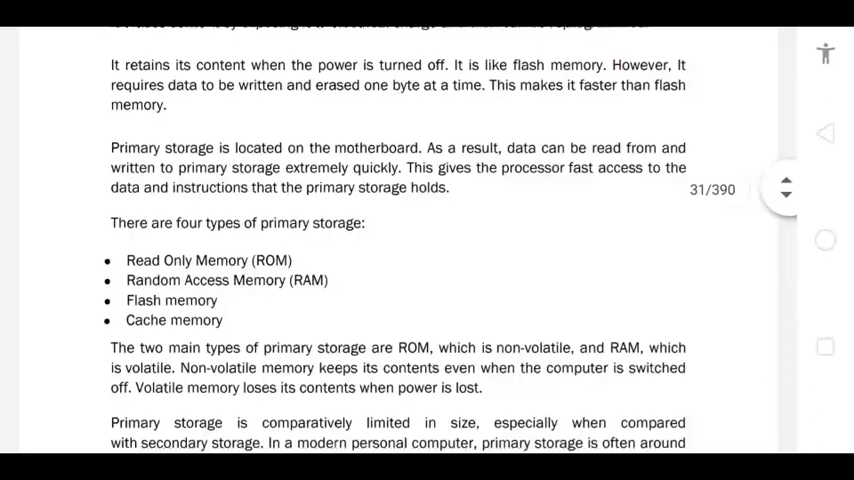 It retains its content when the power is turned off. It is like flash memory. However, It
requires data to be written and erased one byte at a time. This makes it faster than flash
memory.
Primary storage is located on the motherboard. As a result, data can be read from and
written to primary storage extremely quickly. This gives the processor fast access to the
data and instructions that the primary storage holds.
31/390
There are four types of primary storage:
• Read Only Memory (ROM)
• Random Access Memory (RAM)
• Flash memory
• Cache memory
The two main types of primary storage are ROM, which is non-volatile, and RAM, which
is volatile. Non-volatile memory keeps its contents even when the computer is switched
off. Volatile memory loses its contents when power is lost.
Primary storage is comparatively limited in size, especially when compared
with secondary storage. In a modern personal computer, primary storage is often around